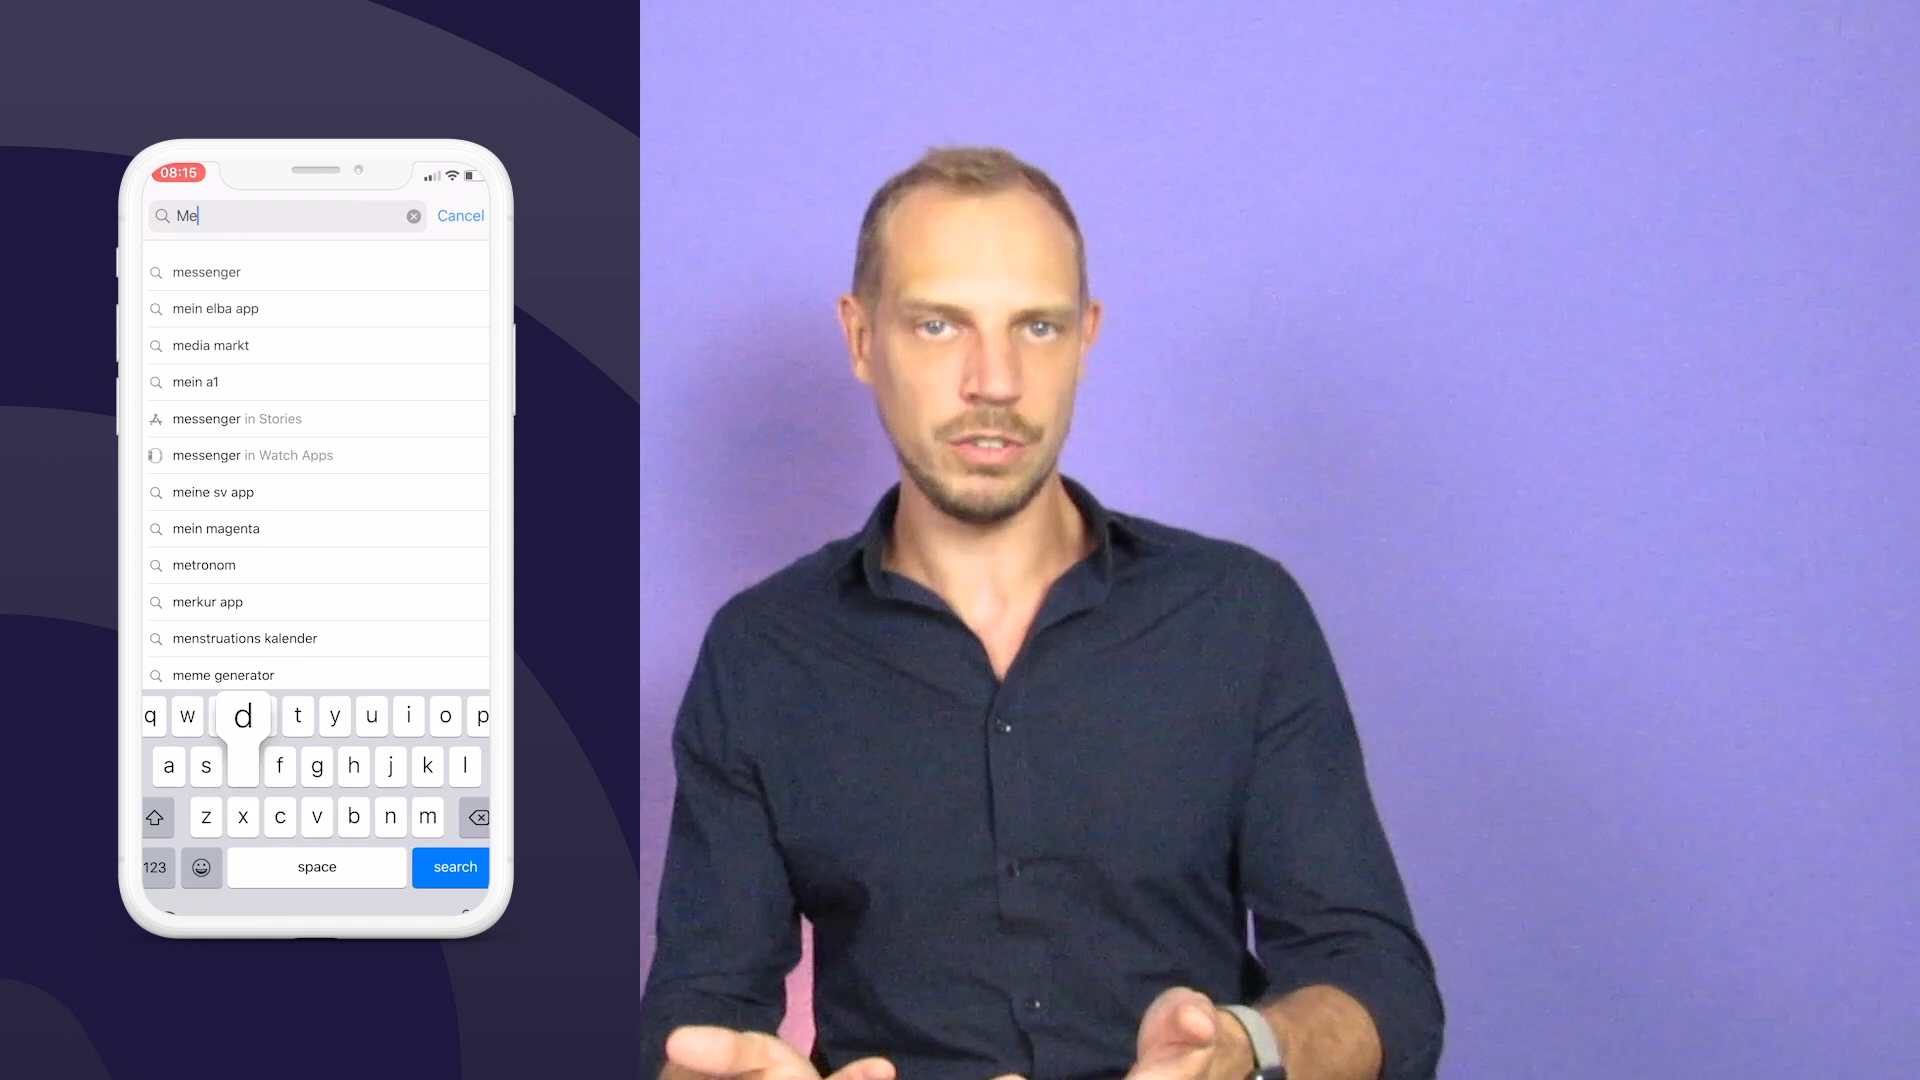 08:15
Me
Cancel
messenger
mein elba app
media markt
mein a1
messenger in Stories
messenger in Watch Apps
meine sv app
mein magenta
metronom
merkur app
menstruations kalender
meme generator
q w d t y u i o p
a s f g h j k l
z x c v b n m
123 space search